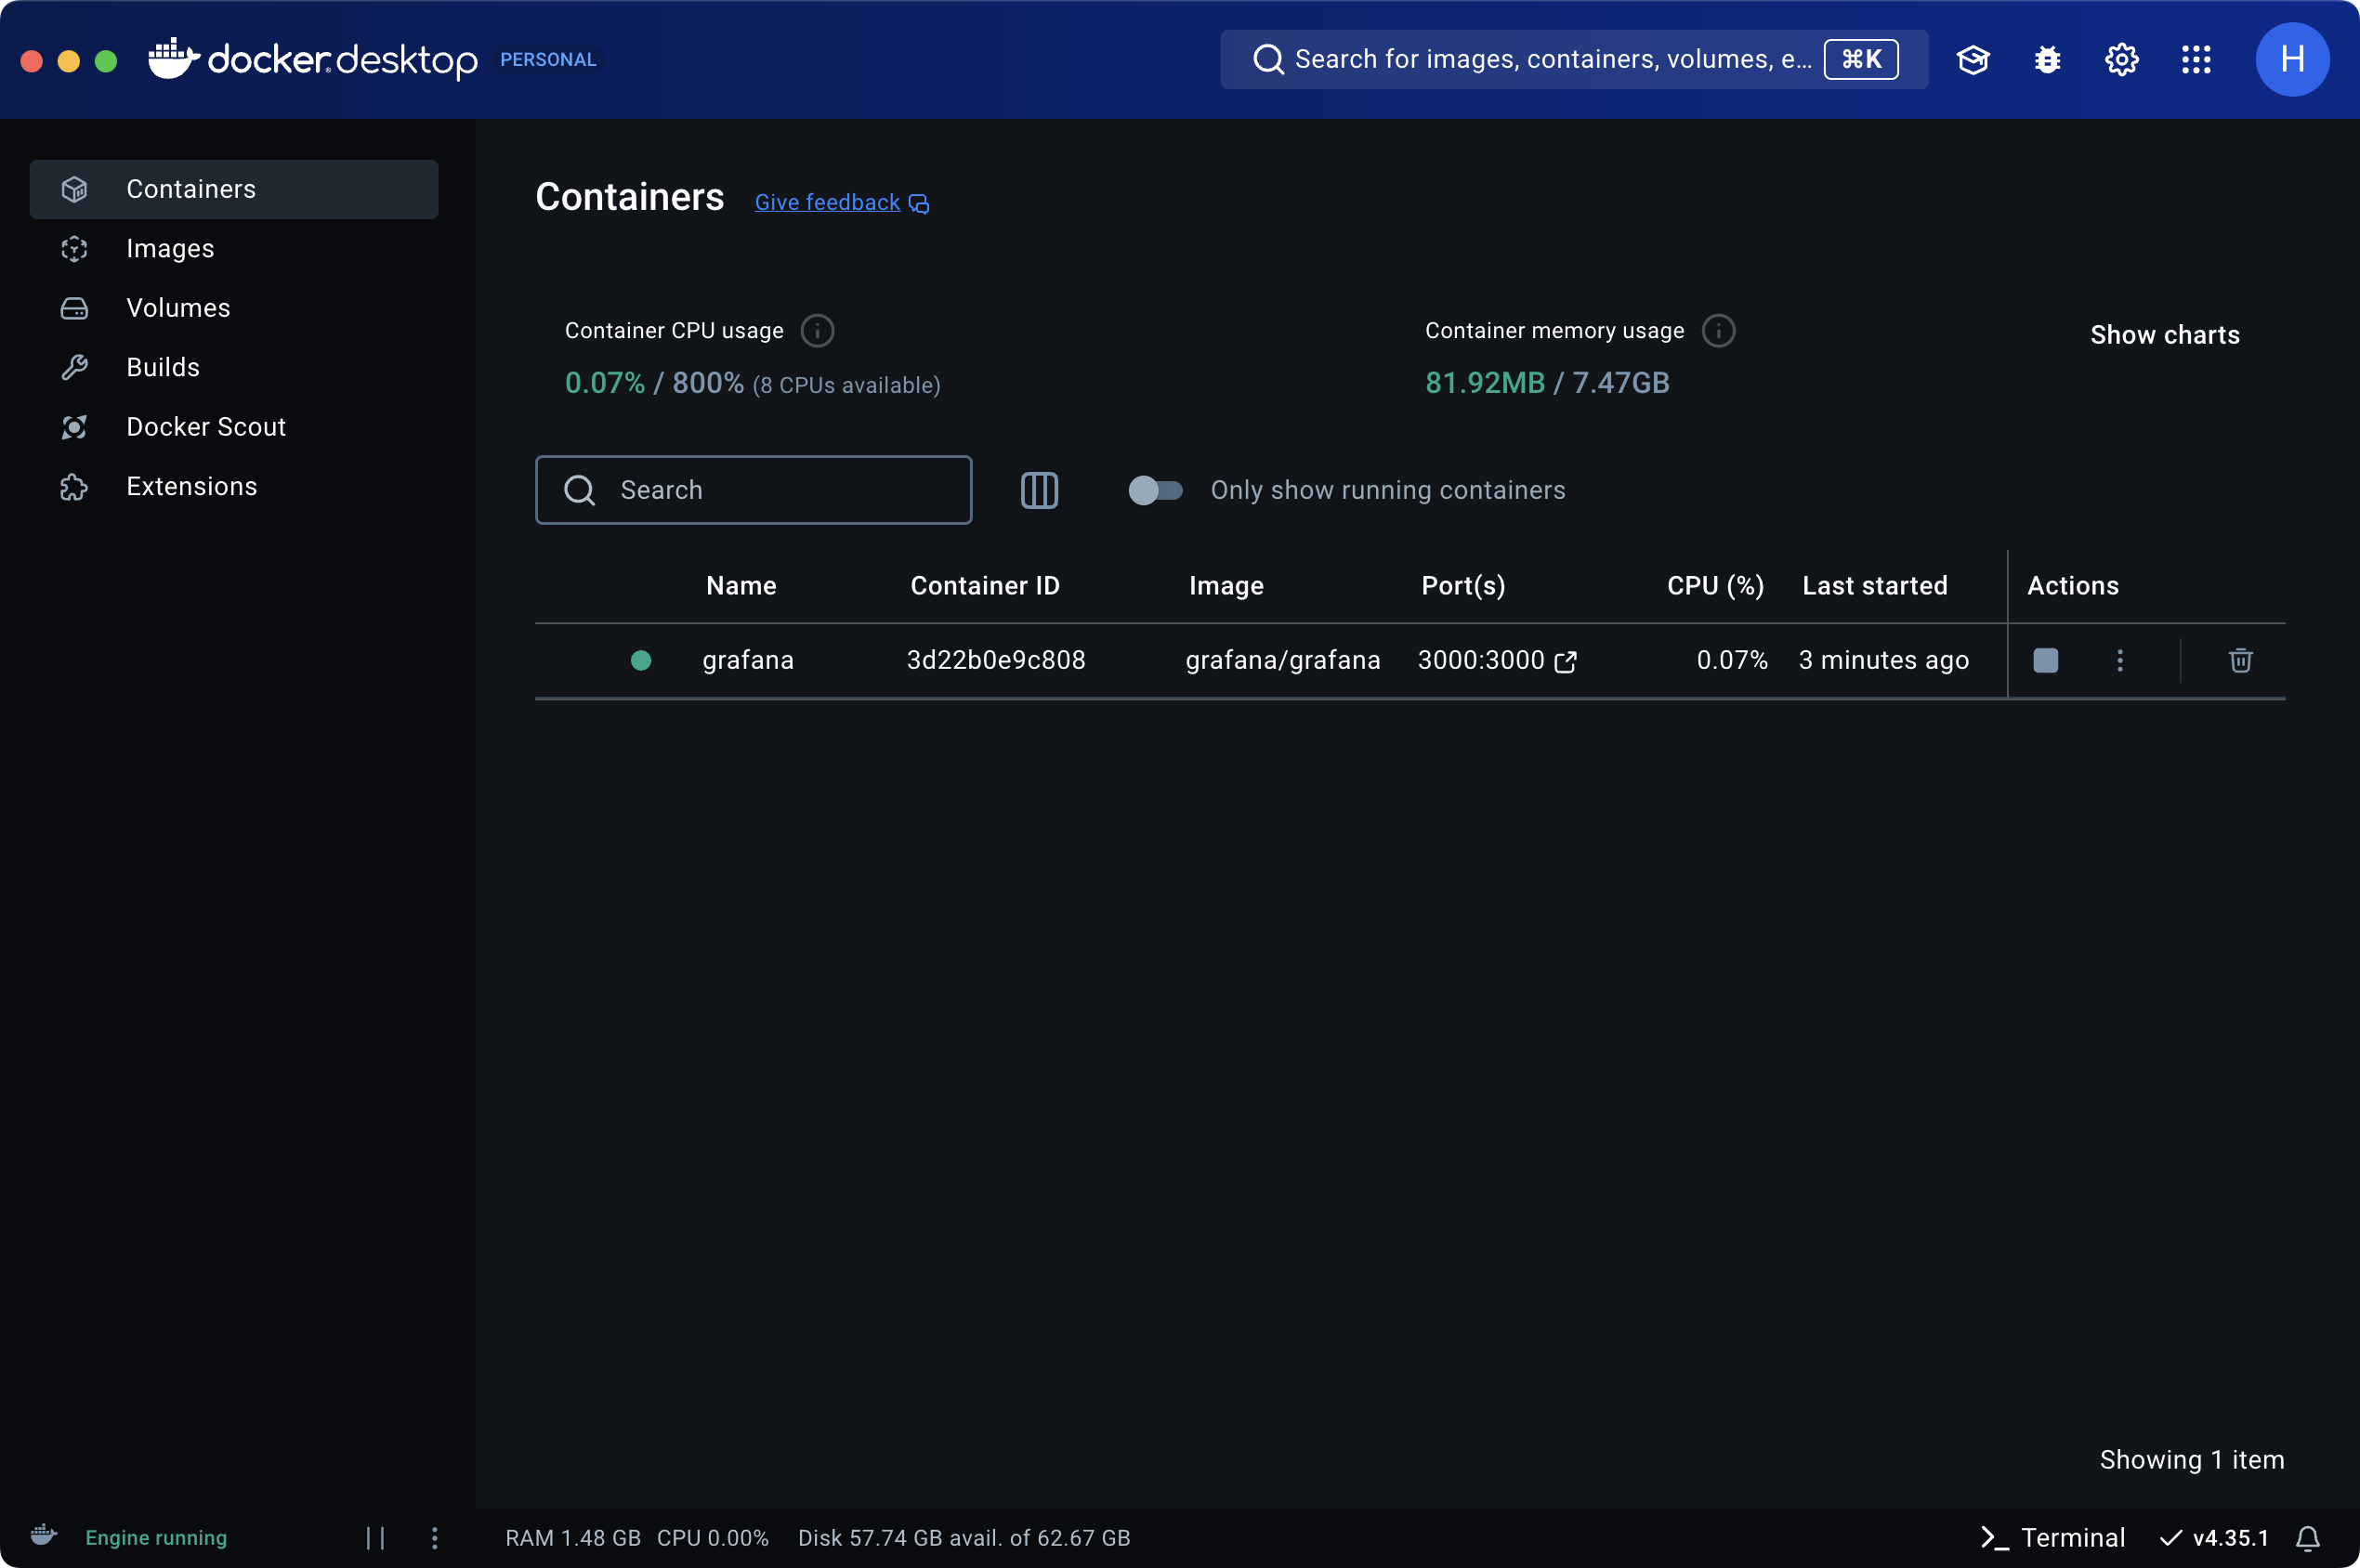 docker desktop PERSONAL
Search for images, containers, volumes, e... ⌘K
H
Containers
Images
Volumes
Builds
Docker Scout
Extensions
Containers Give feedback
Container CPU usage
0.07% / 800% (8 CPUs available)
Container memory usage
81.92MB / 7.47GB
Show charts
Search
Only show running containers
Name Container ID Image Port(s) CPU (%) Last started Actions
grafana 3d22b0e9c808 grafana/grafana 3000:3000 0.07% 3 minutes ago
Showing 1 item
Engine running RAM 1.48 GB CPU 0.00% Disk 57.74 GB avail. of 62.67 GB Terminal v4.35.1